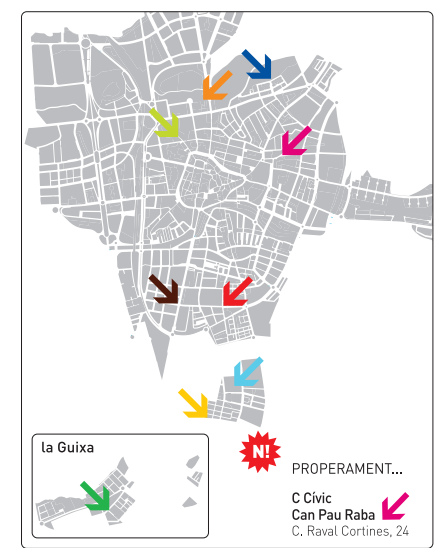 la Guixa
N!
PROPERAMENT...
C Cívic
Can Pau Raba
C. Raval Cortines, 24